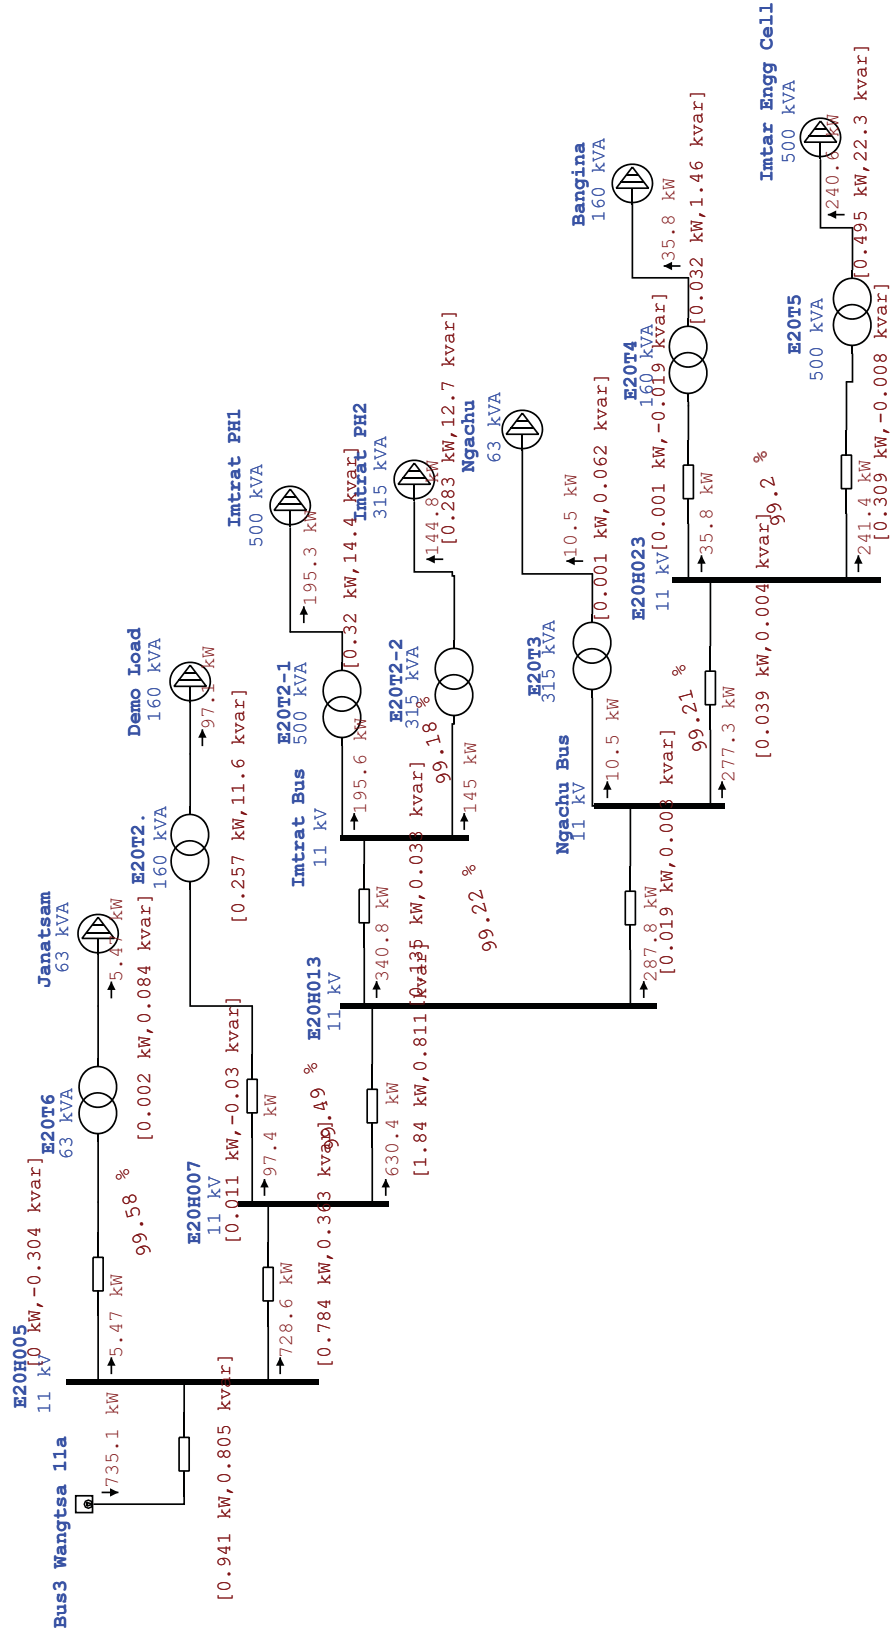 Bus3 Wangtsa 11a
735.1 kW
[0.941 kW,0.805 kvar]
E20H005
11 kV
[0 kW,-0.304 kvar]
5.47 kW
99.58 %
728.6 kW
[0.784 kW,0.363 kvar]
E20T6
63 kVA
[0.002 kW,0.084 kvar]
Janatsam
63 kVA
5.47 kW
E20H007
11 kV
[0.011 kW,-0.03 kvar]
97.4 kW
99.49 %
630.4 kW
[1.84 kW,0.811 kvar]
E20T2.
160 kVA
[0.257 kW,11.6 kvar]
Demo Load
160 kVA
97.1 kW
E20H013
11 kV
340.8 kW
[0.135 kW,0.038 kvar]
99.22 %
287.8 kW
[0.019 kW,0.008 kvar]
Imtrat Bus
11 kV
195.6 kW
99.18 %
145 kW
E20T2-1
500 kVA
[0.32 kW,14.4 kvar]
Imtrat PH1
500 kVA
195.3 kW
E20T2-2
315 kVA
[0.283 kW,12.7 kvar]
Imtrat PH2
315 kVA
144.8 kW
Ngachu Bus
11 kV
10.5 kW
99.21 %
277.3 kW
[0.039 kW,0.004 kvar]
E20T3
315 kVA
[0.001 kW,0.062 kvar]
Ngachu
63 kVA
10.5 kW
E20H023
11 kV
[0.001 kW,-0.019 kvar]
35.8 kW
99.2 %
241.4 kW
[0.309 kW,-0.008 kvar]
E20T4
160 kVA
[0.032 kW,1.46 kvar]
Bangina
160 kVA
35.8 kW
E20T5
500 kVA
[0.495 kW,22.3 kvar]
Imtar Engg Cell
500 kVA
240.6 kW